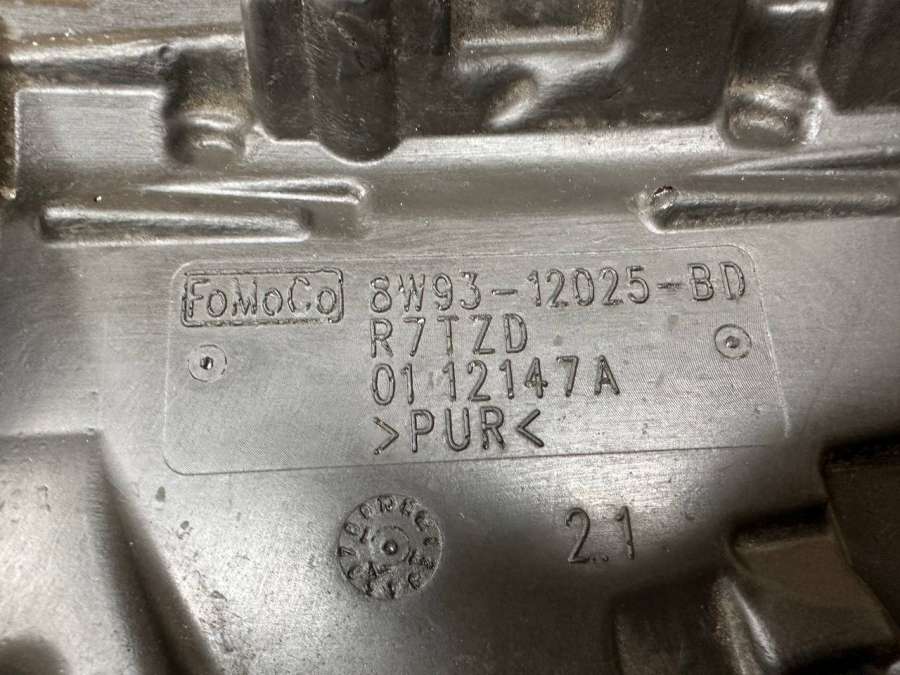 FoMoCo 8W93-12025-BD
R7TZD
01 12147A
>PUR<
2.1